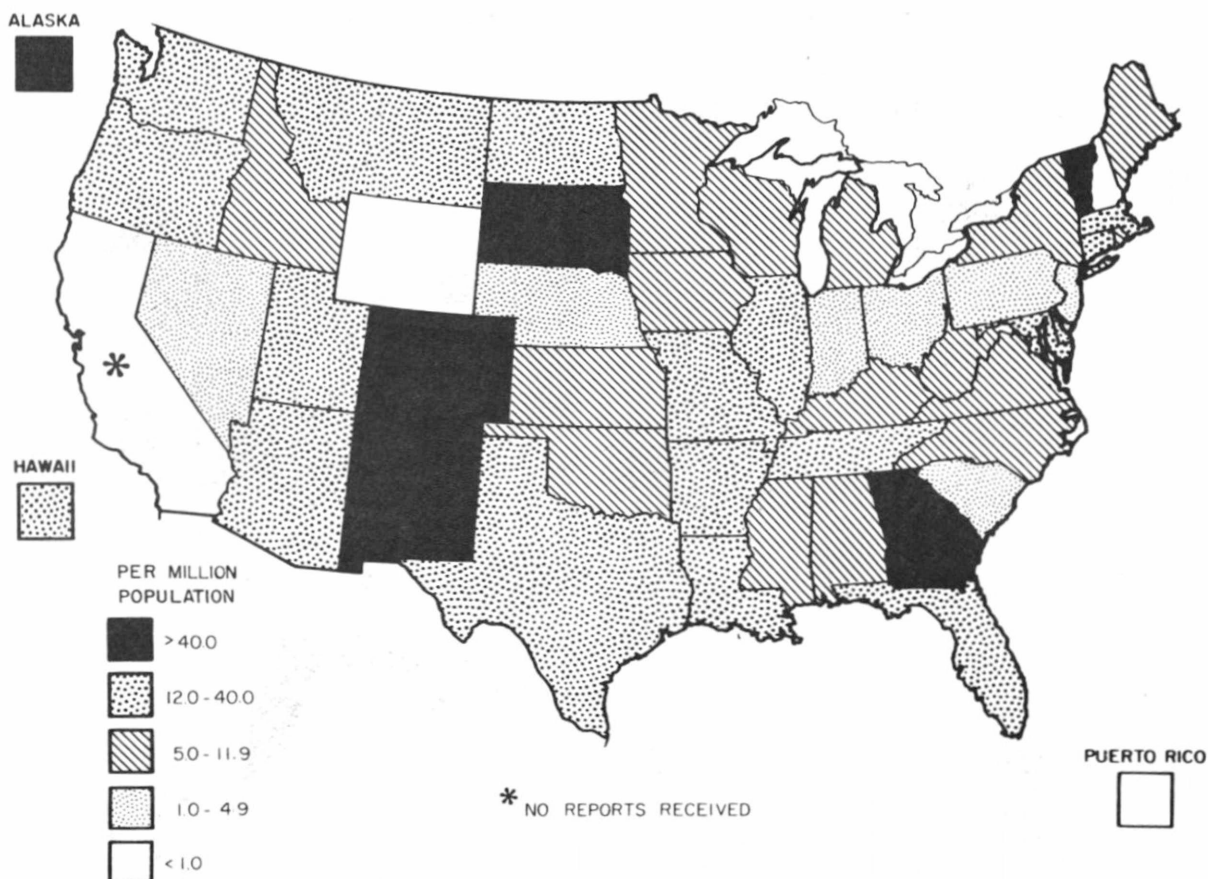 ALASKA
HAWAII
PER MILLION
POPULATION
>40.0
12.0 - 40.0
5.0 - 11.9
1.0 - 4.9
< 1.0
* NO REPORTS RECEIVED
PUERTO RICO
*